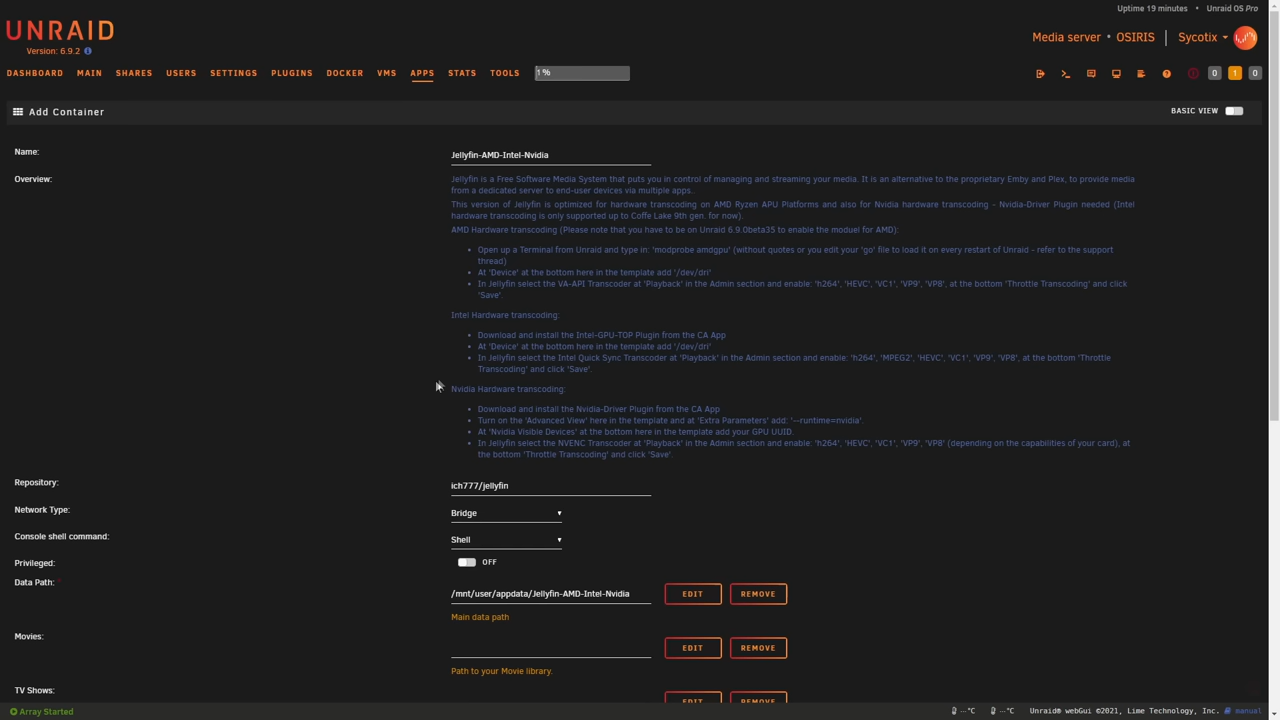 Uptime 19 minutes • Unraid OS Pro
UNRAID
Version: 6.9.2
Media server • OSIRIS
Sycotix
DASHBOARD MAIN SHARES USERS SETTINGS PLUGINS DOCKER VMS APPS STATS TOOLS
1%
0 1 0
Add Container
BASIC VIEW
Name:
Jellyfin-AMD-Intel-Nvidia
Overview:
Jellyfin is a Free Software Media System that puts you in control of managing and streaming your media. It is an alternative to the proprietary Emby and Plex, to provide media
from a dedicated server to end-user devices via multiple apps.
This version of Jellyfin is optimized for hardware transcoding on AMD Ryzen APU Platforms and also for Nvidia hardware transcoding - Nvidia-Driver Plugin needed (Intel
hardware transcoding is only supported up to Coffe Lake 9th gen. for now).
AMD Hardware transcoding (Please note that you have to be on Unraid 6.9.0beta35 to enable the moduel for AMD):
• Open up a Terminal from Unraid and type in: 'modprobe amdgpu' (without quotes or you edit your 'go' file to load it on every restart of Unraid - refer to the support
thread)
• At 'Device' at the bottom here in the template add '/dev/dri'
• In Jellyfin select the VA-API Transcoder at 'Playback' in the Admin section and enable: 'h264', 'HEVC', 'VC1', 'VP9', 'VP8', at the bottom 'Throttle Transcoding' and click
'Save'.
Intel Hardware transcoding:
• Download and install the Intel-GPU-TOP Plugin from the CA App
• At 'Device' at the bottom here in the template add '/dev/dri'
• In Jellyfin select the Intel Quick Sync Transcoder at 'Playback' in the Admin section and enable: 'h264', 'MPEG2', 'HEVC', 'VC1', 'VP9', 'VP8', at the bottom 'Throttle
Transcoding' and click 'Save'.
Nvidia Hardware transcoding:
• Download and install the Nvidia-Driver Plugin from the CA App
• Turn on the 'Advanced View' here in the template and at 'Extra Parameters' add: '--runtime=nvidia'.
• At 'Nvidia Visible Devices' at the bottom here in the template add your GPU UUID.
• In Jellyfin select the NVENC Transcoder at 'Playback' in the Admin section and enable: 'h264', 'HEVC', 'VC1', 'VP9', 'VP8' (depending on the capabilities of your card), at
the bottom 'Throttle Transcoding' and click 'Save'.
Repository:
ich777/jellyfin
Network Type:
Bridge
Console shell command:
Shell
Privileged:
OFF
Data Path: *
/mnt/user/appdata/Jellyfin-AMD-Intel-Nvidia
EDIT REMOVE
Main data path
Movies:
EDIT REMOVE
Path to your Movie library.
TV Shows:
EDIT REMOVE
Array Started
···°C ···°C Unraid® webGui ©2021, Lime Technology, Inc. manual